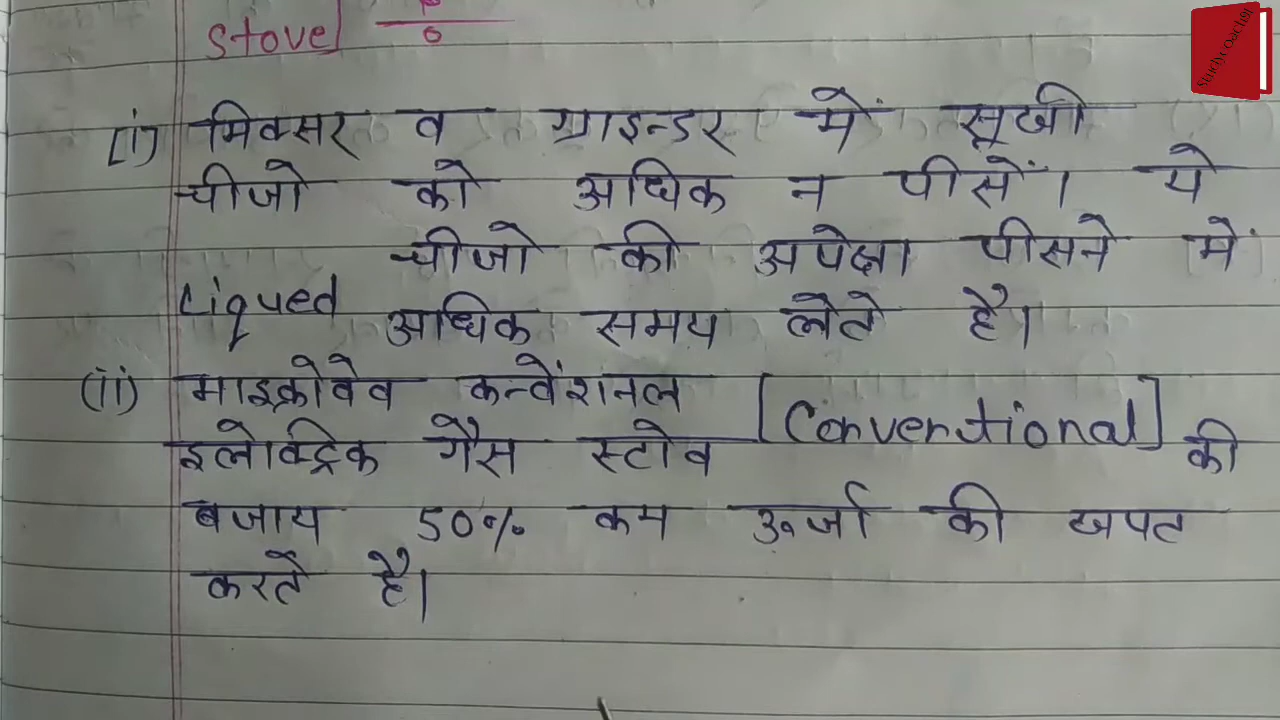 stove]
(i) मिक्सर व ग्राइन्डर में सूखी
चीजो को अधिक न पीसें। ये
चीजो की अपेक्षा पीसने में
Liqued अधिक समय लेते है।
(ii) माइक्रोवेव कन्वेंशनल [Conventional]
इलेक्ट्रिक गैस स्टोव की
बजाय 50% कम ऊर्जा की खपत
करते है।
Studycoach91